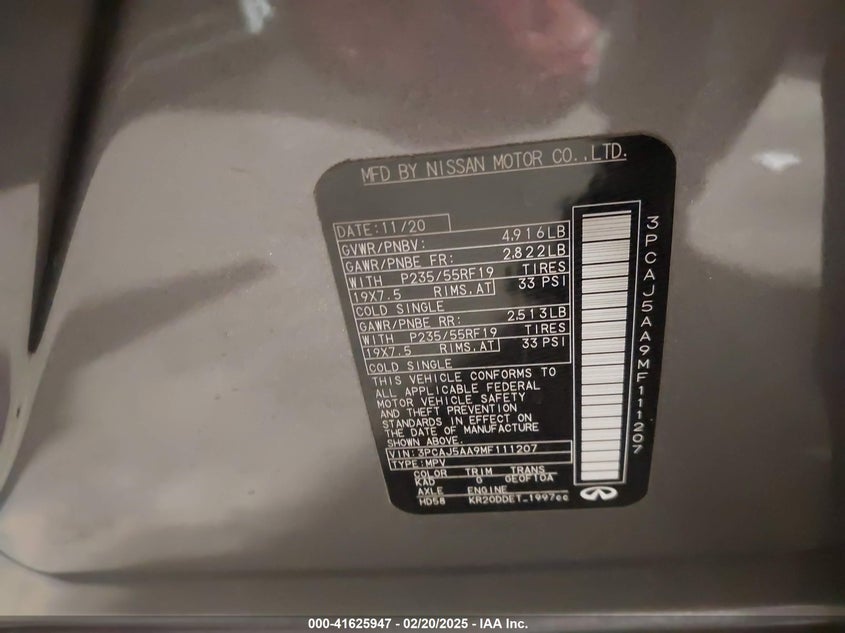 MFD BY NISSAN MOTOR CO.,LTD.
DATE:11/20
GVWR/PNBV: 4,916LB
GAWR/PNBE FR: 2,822LB
WITH P235/55RF19 TIRES
19X7.5 RIMS,AT 33 PSI
COLD SINGLE
GAWR/PNBE RR: 2,513LB
WITH P235/55RF19 TIRES
19X7.5 RIMS,AT 33 PSI
COLD SINGLE
THIS VEHICLE CONFORMS TO
ALL APPLICABLE FEDERAL
MOTOR VEHICLE SAFETY
AND THEFT PREVENTION
STANDARDS IN EFFECT ON
THE DATE OF MANUFACTURE
SHOWN ABOVE.
VIN:3PCAJ5AA9MF111207
TYPE:MPV
COLOR TRIM TRANS
KAD G GE0F10A
AXLE ENGINE
HD58 KR20DDET-1997cc
3PCAJ5AA9MF111207
000-41625947 - 02/20/2025 - IAA Inc.